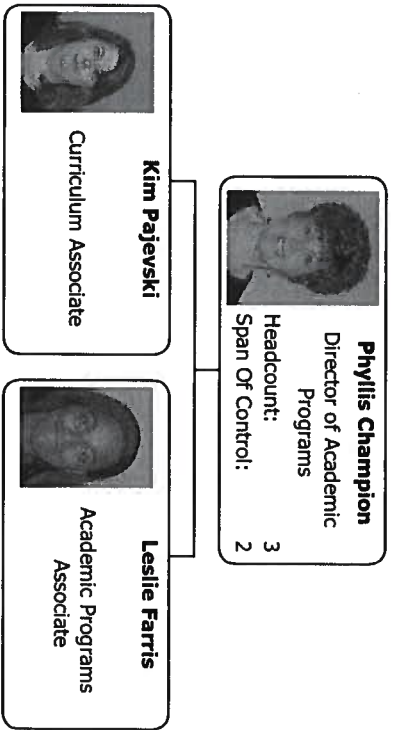 Phyllis Champion
Director of Academic
Programs
Headcount: 3
Span Of Control: 2
Kim Pajevski
Curriculum Associate
Leslie Farris
Academic Programs
Associate